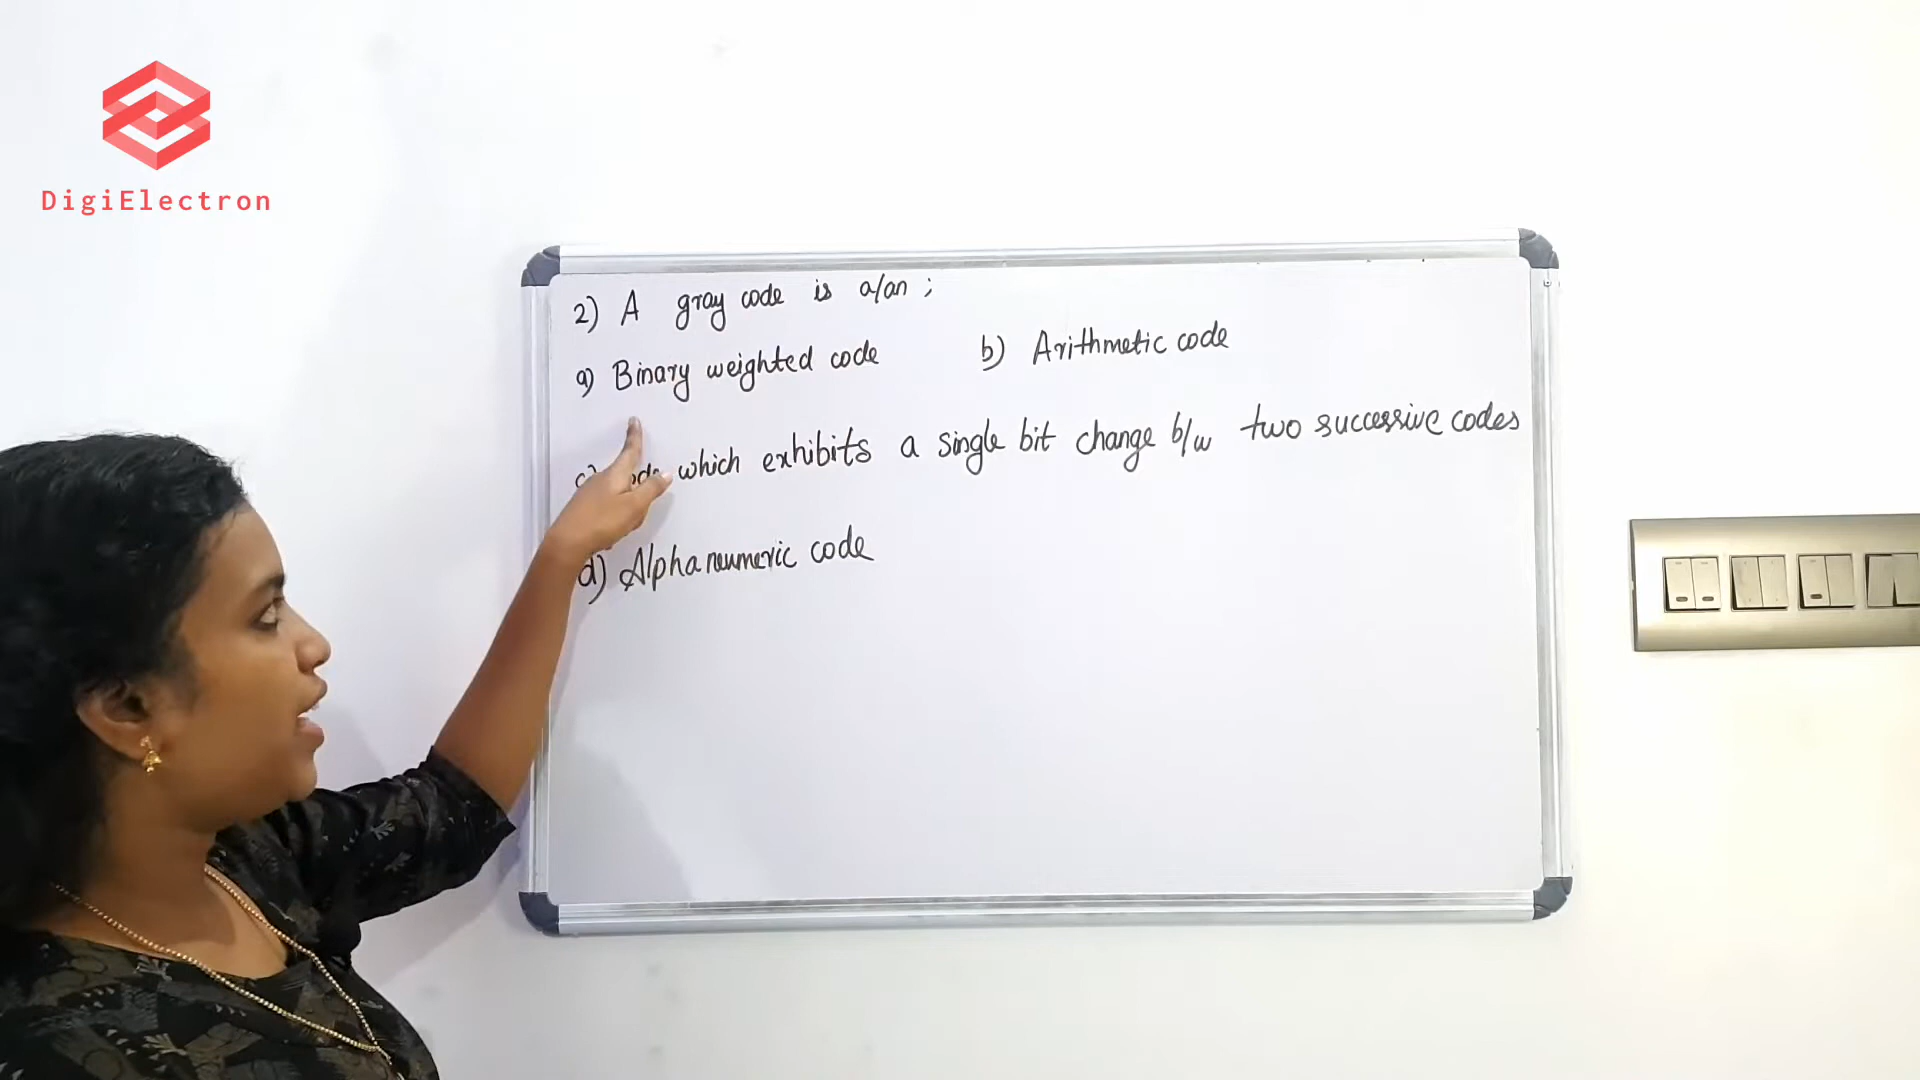 DigiElectron
2) A gray code is a/an ;
a) Binary weighted code b) Arithmetic code
which exhibits a single bit change b/w two successive codes
d) Alphaneumeric code